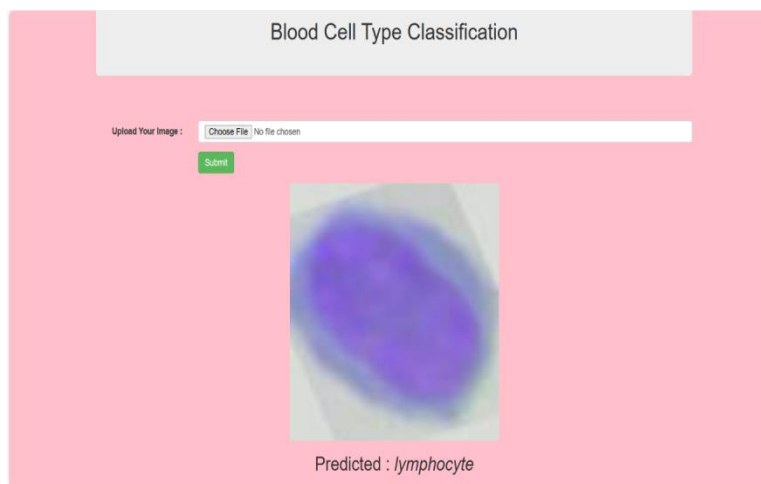 Blood Cell Type Classification
Upload Your Image : Choose File No file chosen
Submit
Predicted : lymphocyte